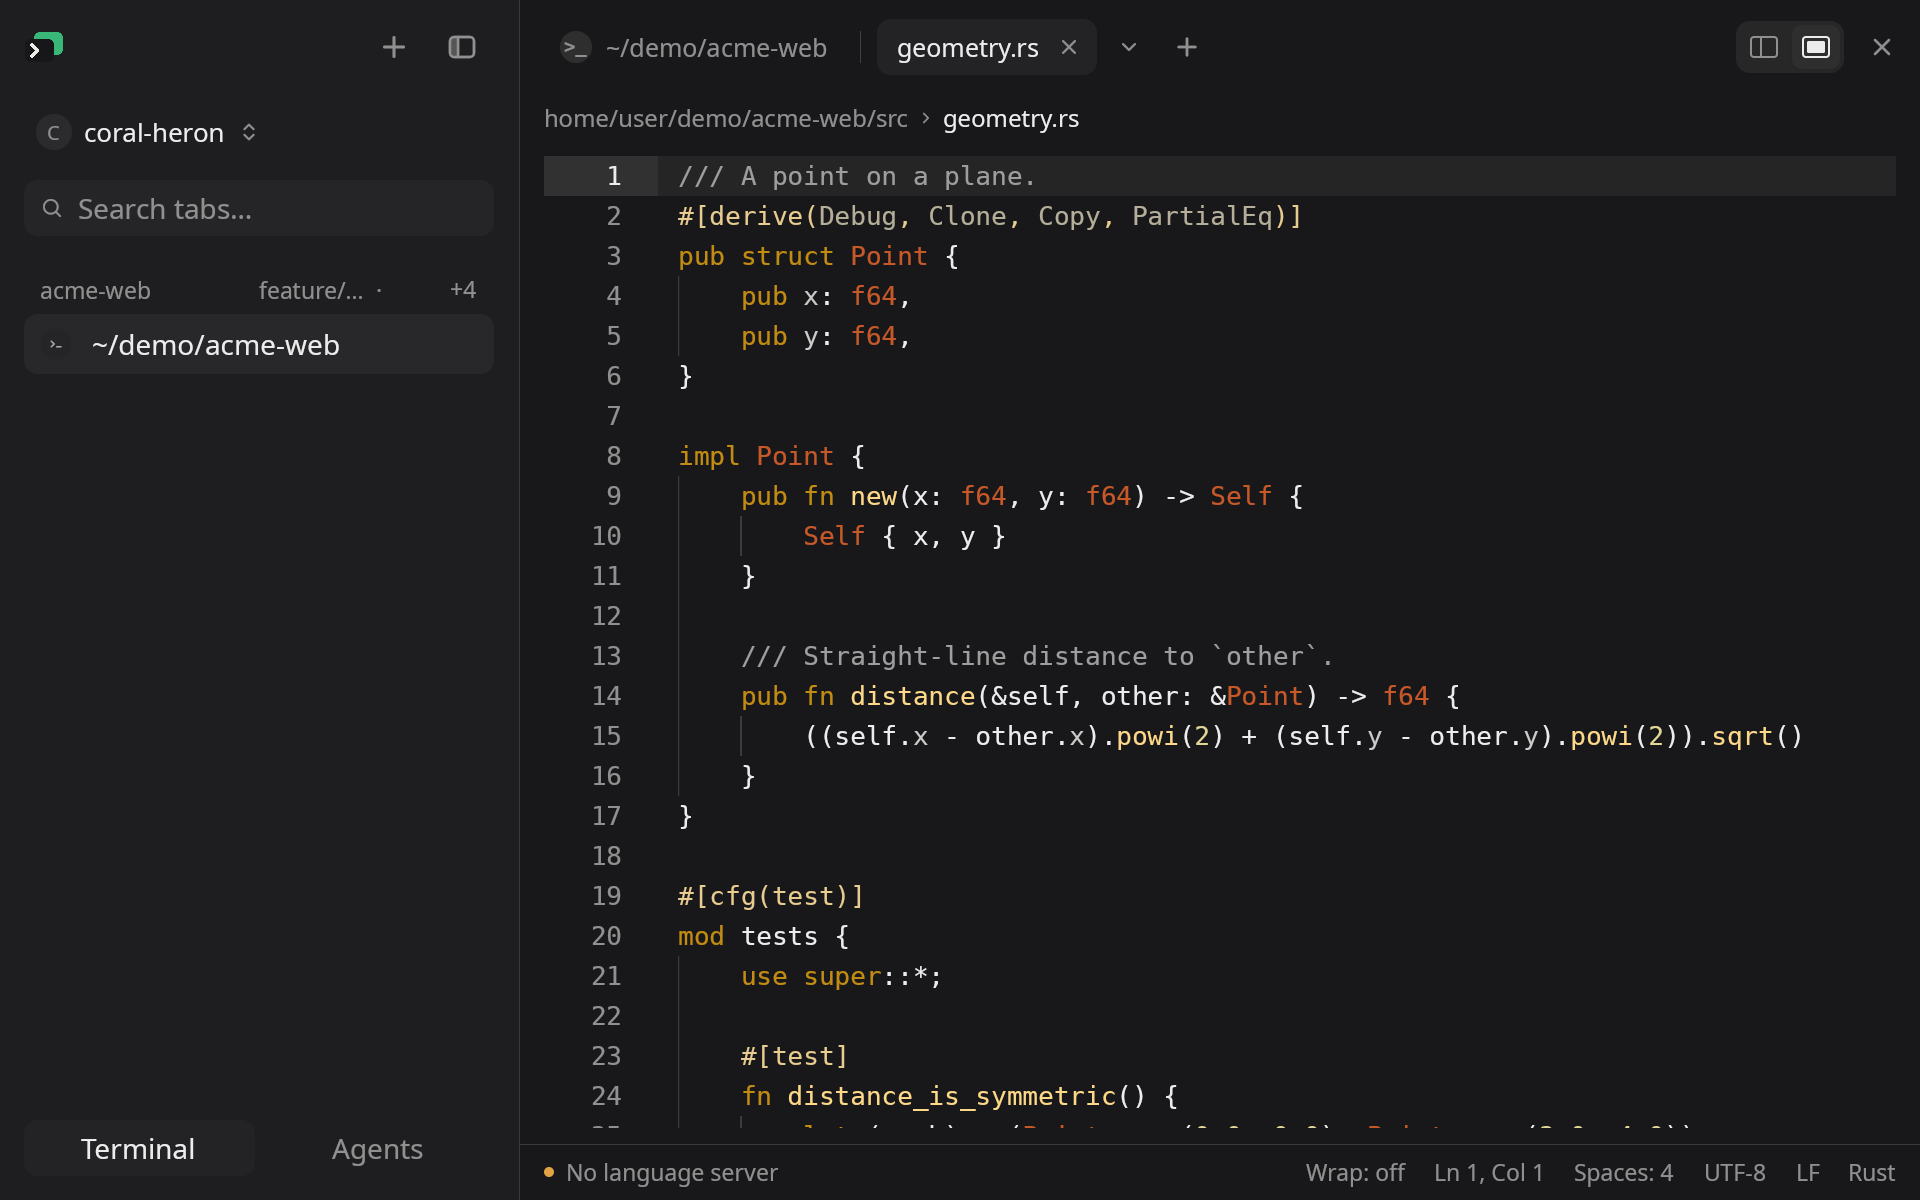 C coral-heron
Search tabs...
acme-web feature/... · +4
~/demo/acme-web
Terminal Agents
~/demo/acme-web geometry.rs
home/user/demo/acme-web/src › geometry.rs
1 /// A point on a plane.
2 #[derive(Debug, Clone, Copy, PartialEq)]
3 pub struct Point {
4     pub x: f64,
5     pub y: f64,
6 }
7
8 impl Point {
9     pub fn new(x: f64, y: f64) -> Self {
10         Self { x, y }
11     }
12
13     /// Straight-line distance to `other`.
14     pub fn distance(&self, other: &Point) -> f64 {
15         ((self.x - other.x).powi(2) + (self.y - other.y).powi(2)).sqrt()
16     }
17 }
18
19 #[cfg(test)]
20 mod tests {
21     use super::*;
22
23     #[test]
24     fn distance_is_symmetric() {
No language server Wrap: off Ln 1, Col 1 Spaces: 4 UTF-8 LF Rust